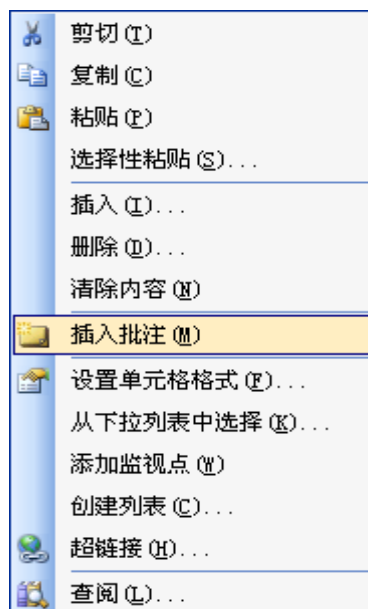 剪切(T)
复制(C)
粘贴(P)
选择性粘贴(S)...
插入(I)...
删除(D)...
清除内容(N)
插入批注(M)
设置单元格格式(F)...
从下拉列表中选择(K)...
添加监视点(W)
创建列表(C)...
超链接(H)...
查阅(L)...